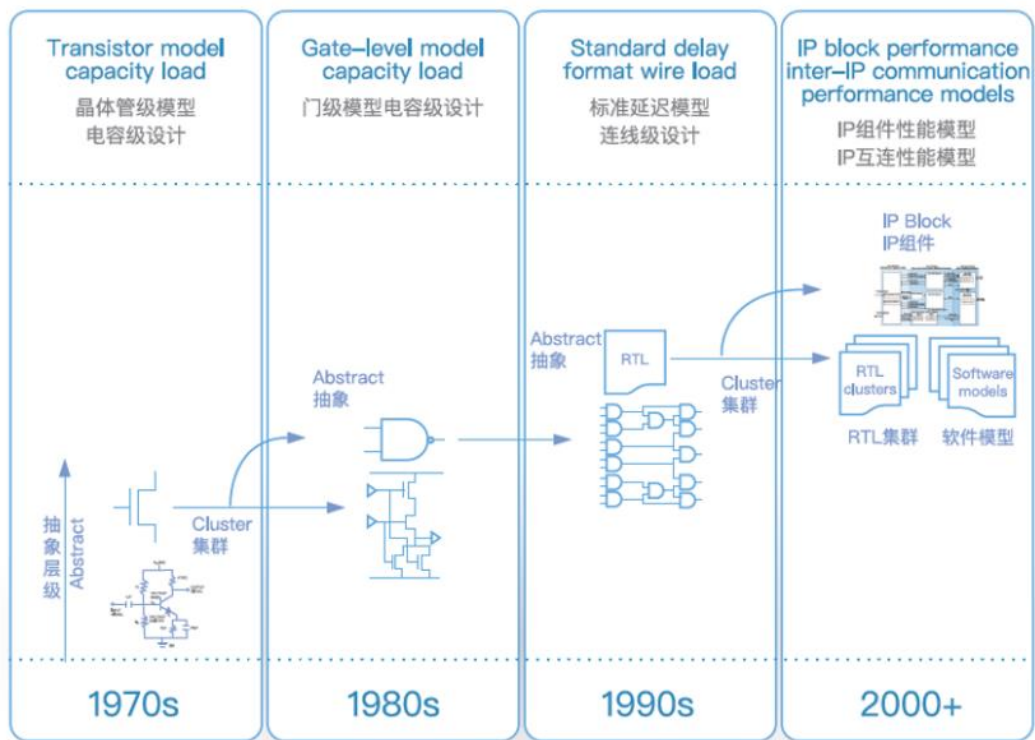 Transistor model
capacity load
晶体管级模型
电容级设计
Gate-level model
capacity load
门级模型电容级设计
Standard delay
format wire load
标准延迟模型
连线级设计
IP block performance
inter-IP communication
performance models
IP组件性能模型
IP互连性能模型
抽象层级
Abstract
Cluster
集群
Abstract
抽象
Abstract
抽象
RTL
Cluster
集群
IP Block
IP组件
RTL
clusters
RTL集群
Software
models
软件模型
1970s
1980s
1990s
2000+